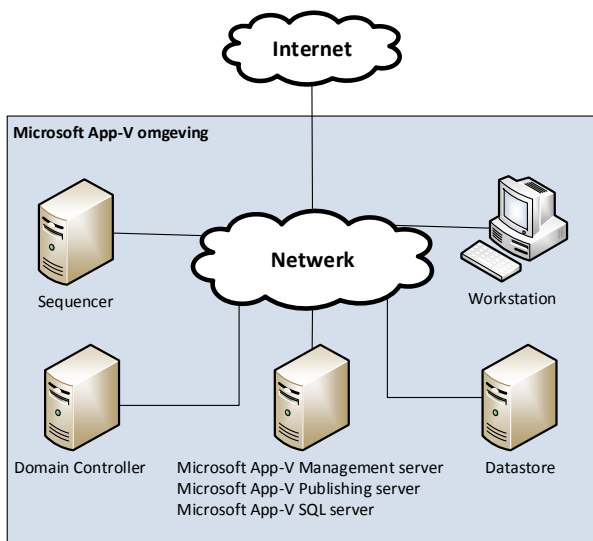 Internet
Microsoft App-V omgeving
Netwerk
Sequencer
Workstation
Domain Controller
Microsoft App-V Management server
Microsoft App-V Publishing server
Microsoft App-V SQL server
Datastore